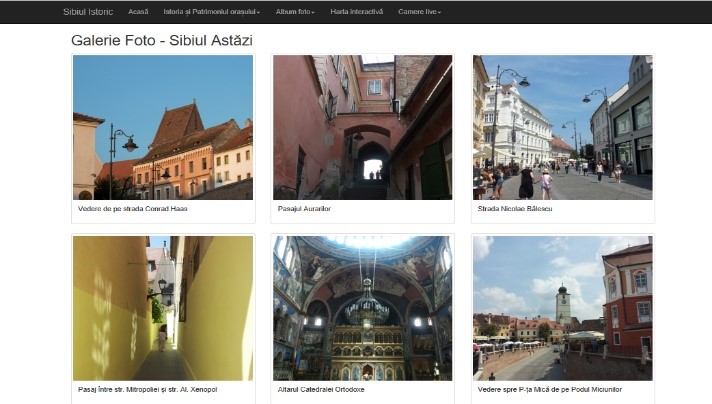 Sibiul Istoric Acasă Istoria și Patrimoniul orașului Album foto Harta interactivă Camere live
Galerie Foto - Sibiul Astăzi
Vedere de pe strada Conrad Haas
Pasajul Aurarilor
Strada Nicolae Bălescu
Pasaj între str. Mitropoliei și str. Al. Xenopol
Altarul Catedralei Ortodoxe
Vedere spre P-ța Mică de pe Podul Miciunilor